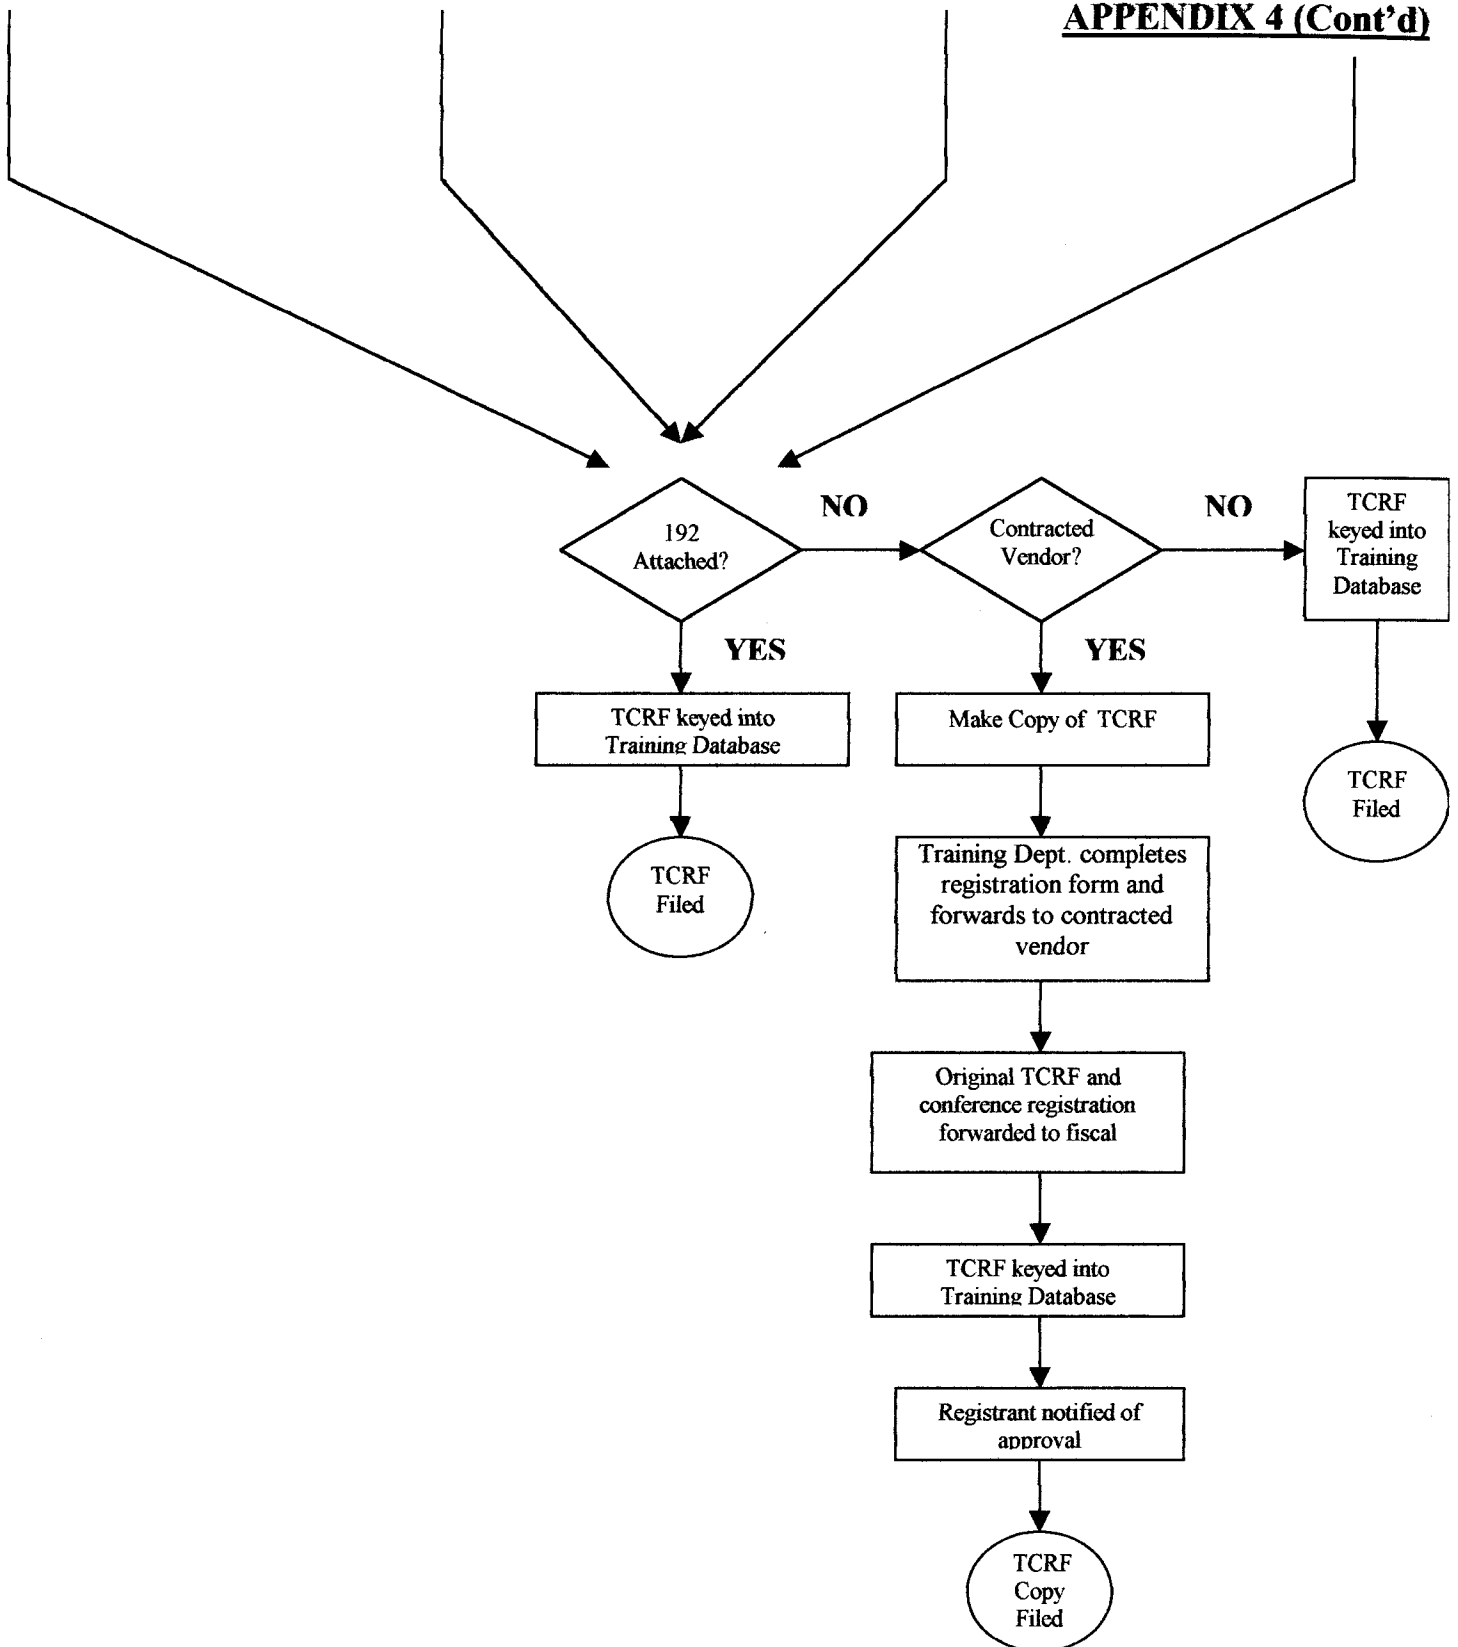 APPENDIX 4 (Cont'd)
192
Attached?
NO
Contracted
Vendor?
NO
TCRF
keyed into
Training
Database
YES
YES
TCRF keyed into
Training Database
Make Copy of TCRF
TCRF
Filed
TCRF
Filed
Training Dept. completes
registration form and
forwards to contracted
vendor
Original TCRF and
conference registration
forwarded to fiscal
TCRF keyed into
Training Database
Registrant notified of
approval
TCRF
Copy
Filed